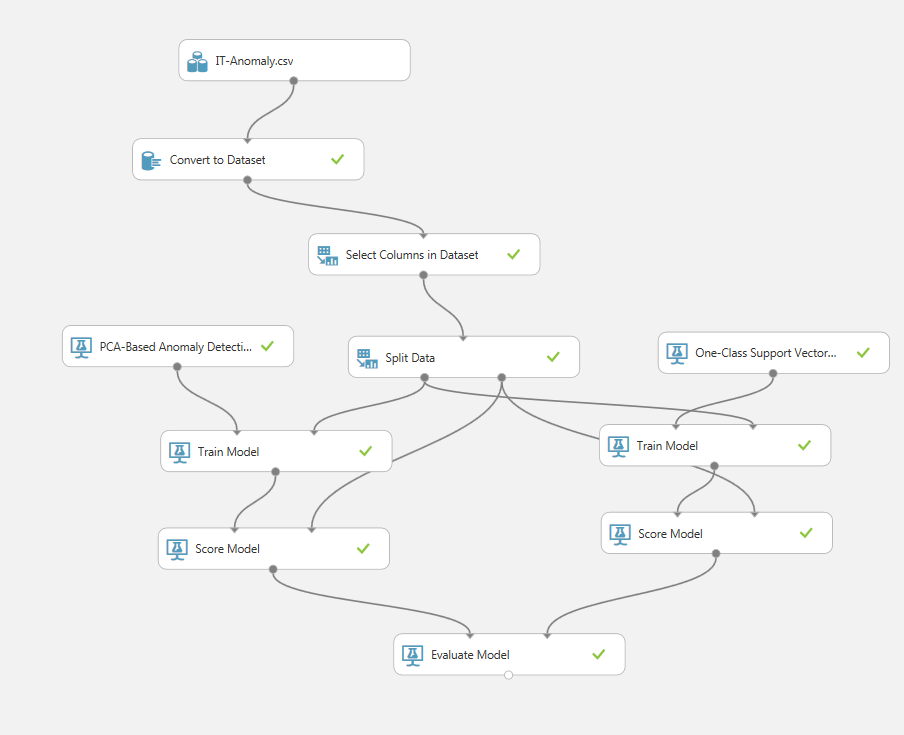 IT-Anomaly.csv
Convert to Dataset
Select Columns in Dataset
PCA-Based Anomaly Detecti...
Split Data
One-Class Support Vector...
Train Model
Train Model
Score Model
Score Model
Evaluate Model